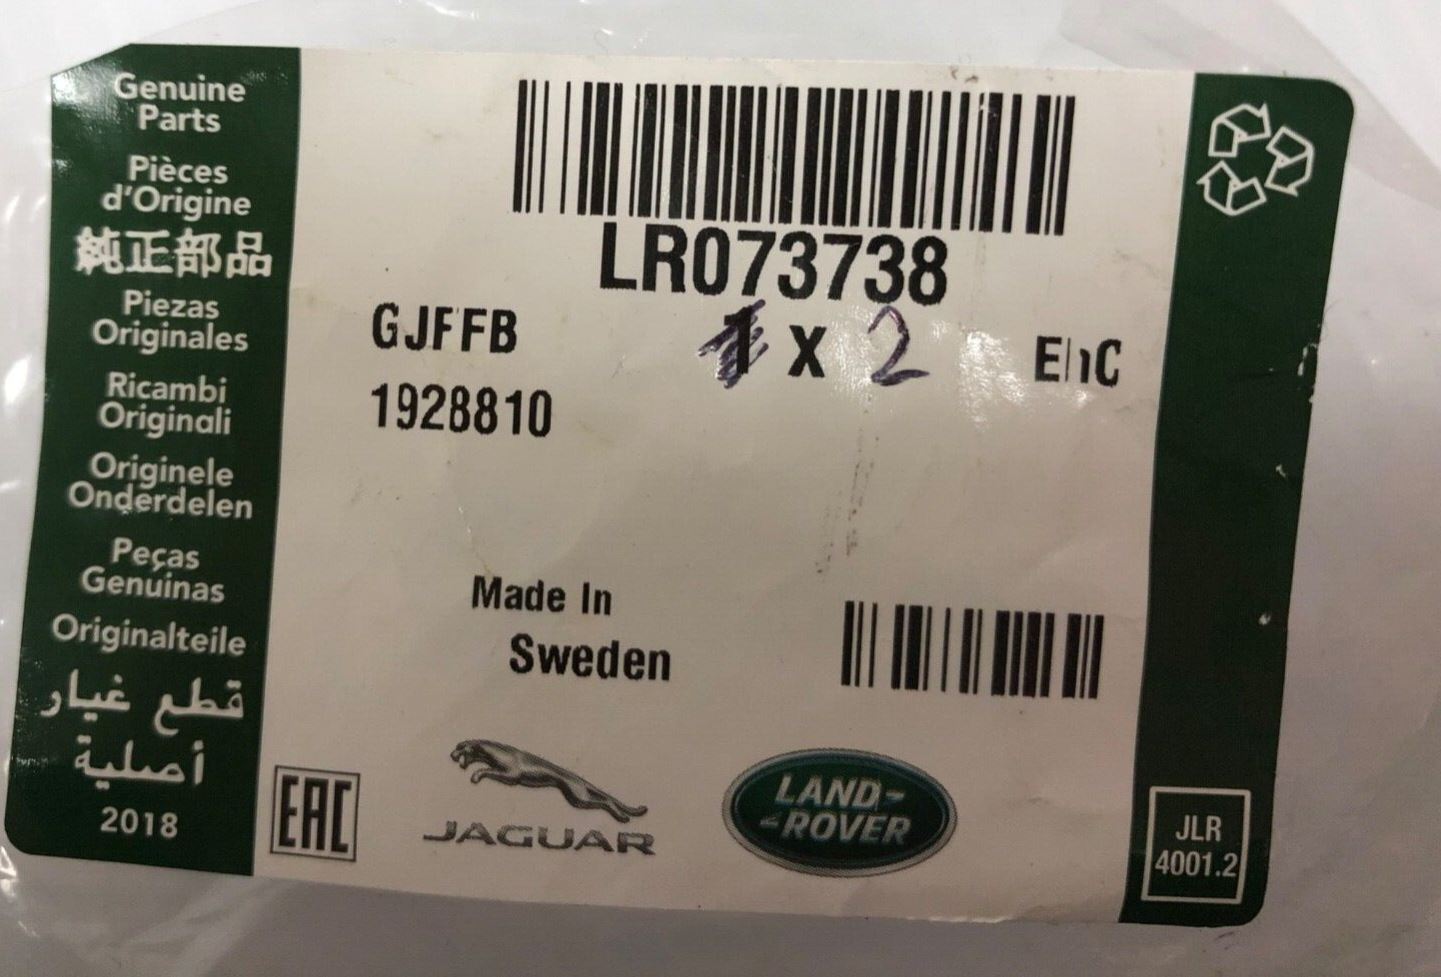 Genuine
Parts
Pièces
d'Origine
純正部品
Piezas
Originales
Ricambi
Originali
Originele
Onderdelen
Peças
Genuinas
Originalteile
قطع غيار
أصلية
2018
LR073738
GJFFB 1 X 2
1928810
Made In
Sweden
EAC
JAGUAR
LAND-
-ROVER
JLR
4001.2